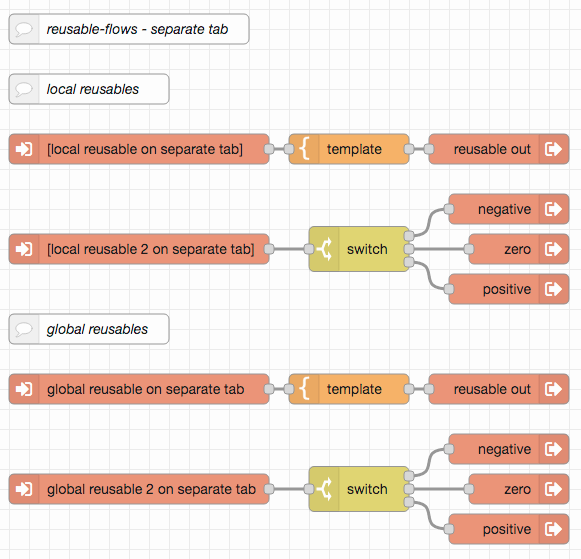 reusable-flows - separate tab
local reusables
[local reusable on separate tab] template reusable out
negative
[local reusable 2 on separate tab] switch zero
positive
global reusables
global reusable on separate tab template reusable out
negative
global reusable 2 on separate tab switch zero
positive